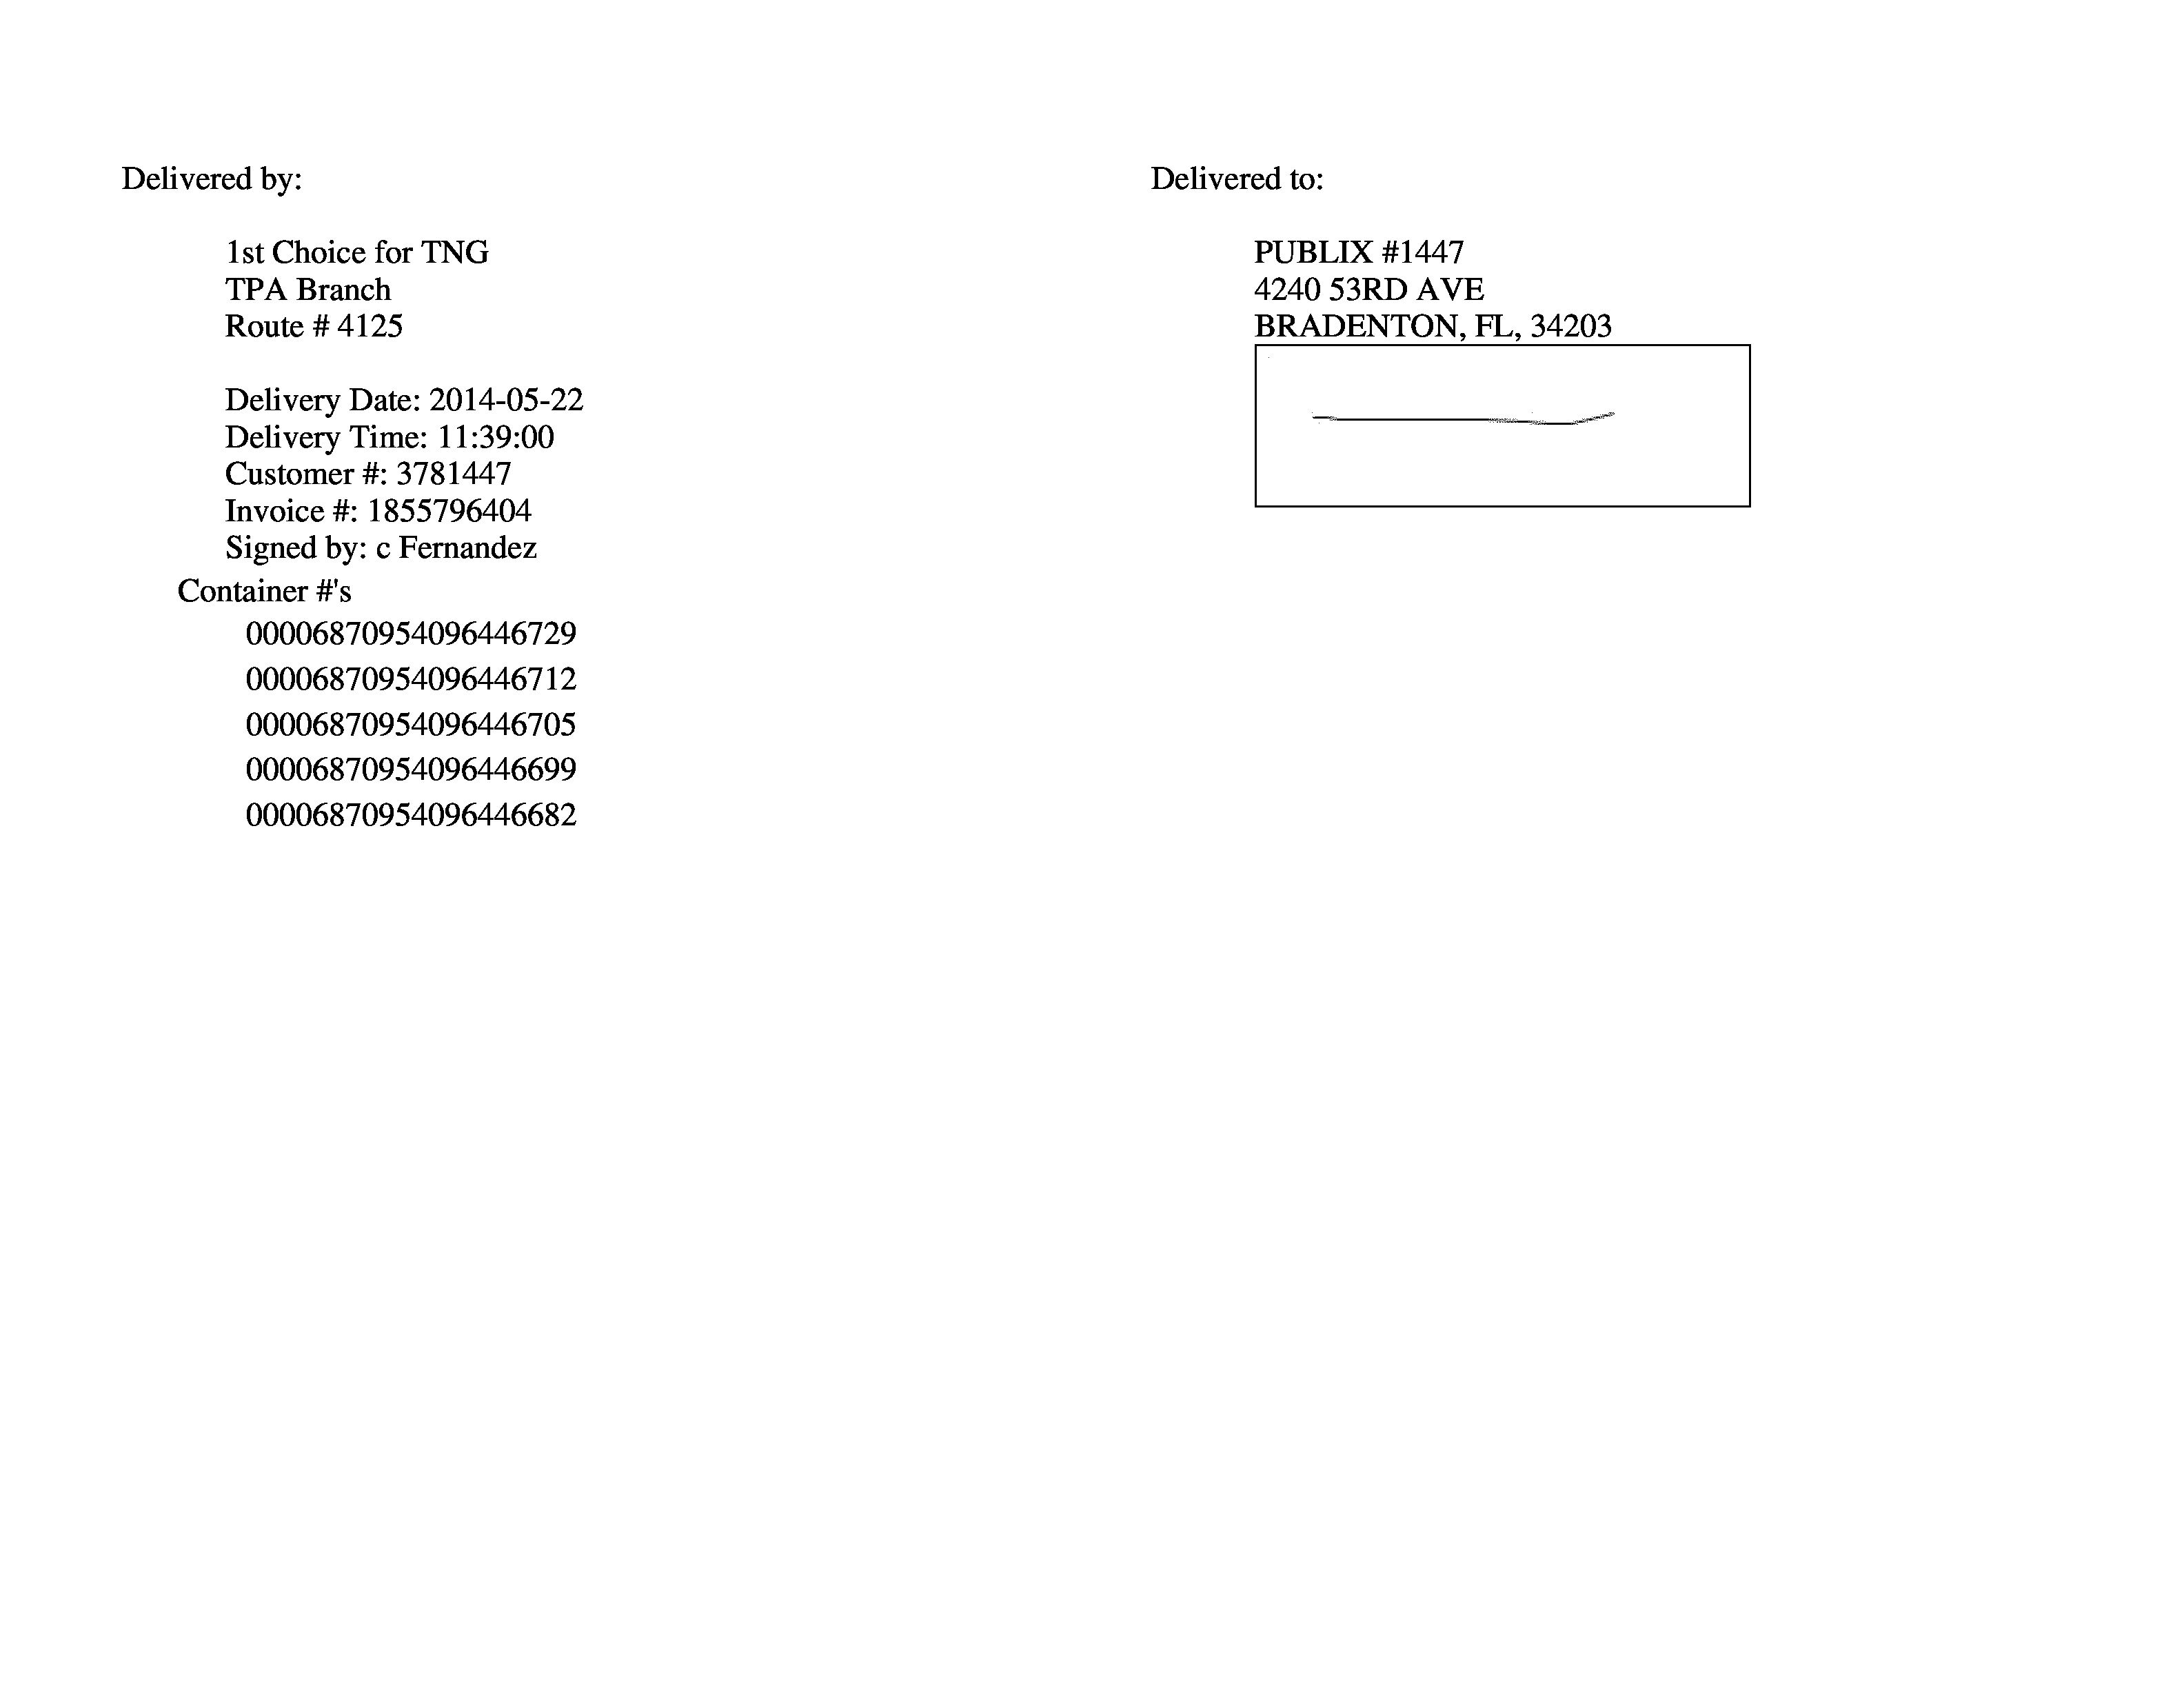 Delivered by:
1st Choice for TNG
TPA Branch
Route # 4125
Delivery Date: 2014-05-22
Delivery Time: 11:39:00
Customer #: 3781447
Invoice #: 1855796404
Signed by: c Fernandez
Container #'s
00006870954096446729
00006870954096446712
00006870954096446705
00006870954096446699
00006870954096446682
Delivered to:
PUBLIX #1447
4240 53RD AVE
BRADENTON, FL, 34203